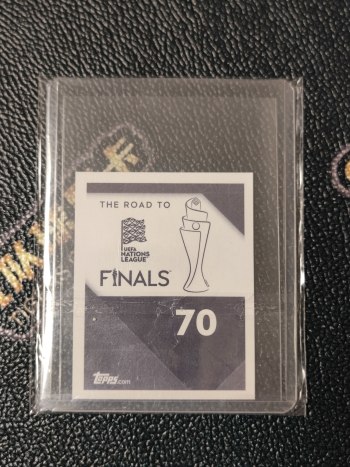 THE ROAD TO
UEFA
NATIONS
LEAGUE
FINALS
70
Topps.com